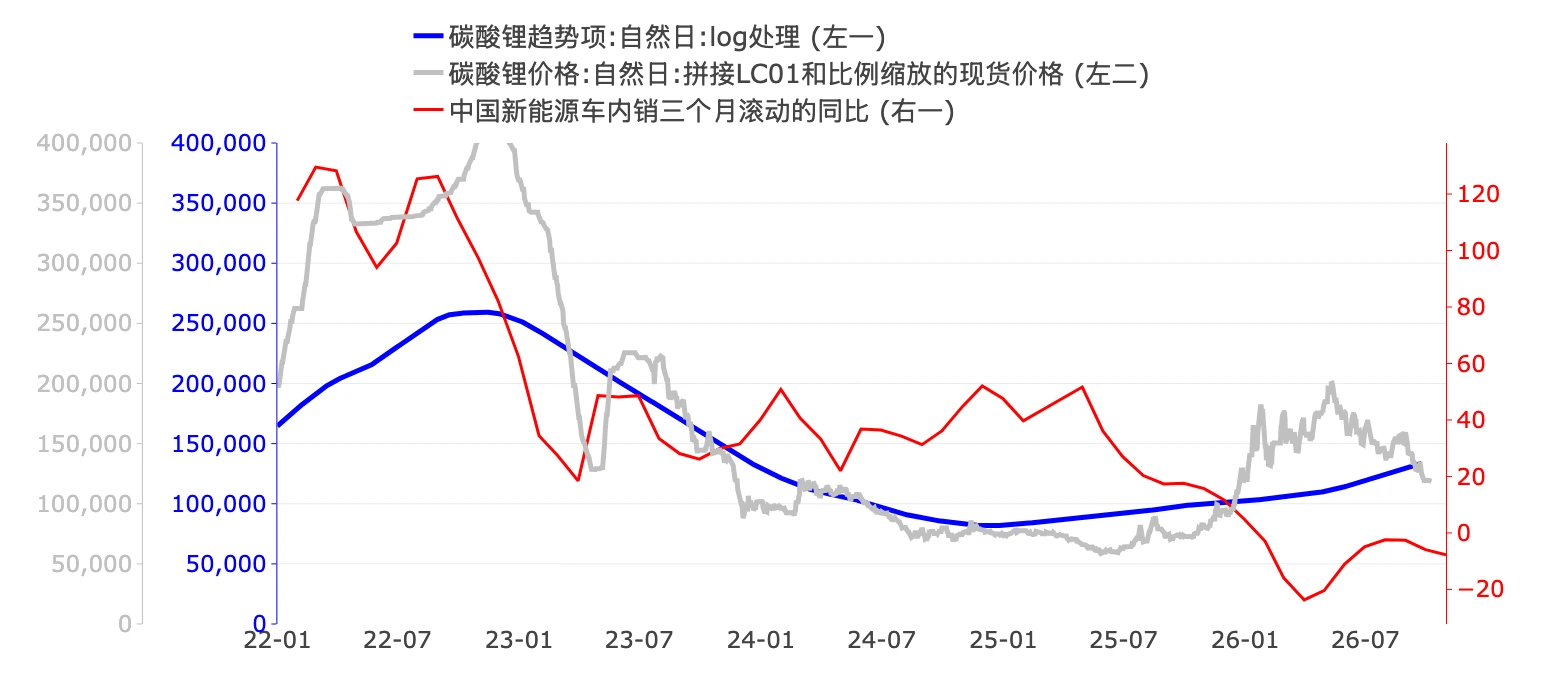 碳酸锂趋势项:自然日:log处理 (左一)
碳酸锂价格:自然日:拼接LC01和比例缩放的现货价格 (左二)
中国新能源车内销三个月滚动的同比 (右一)
400,000 400,000
350,000 350,000 120
300,000 300,000 100
250,000 250,000 80
200,000 200,000 60
150,000 150,000 40
100,000 100,000 20
50,000 50,000 0
0 0 −20
22-01 22-07 23-01 23-07 24-01 24-07 25-01 25-07 26-01 26-07